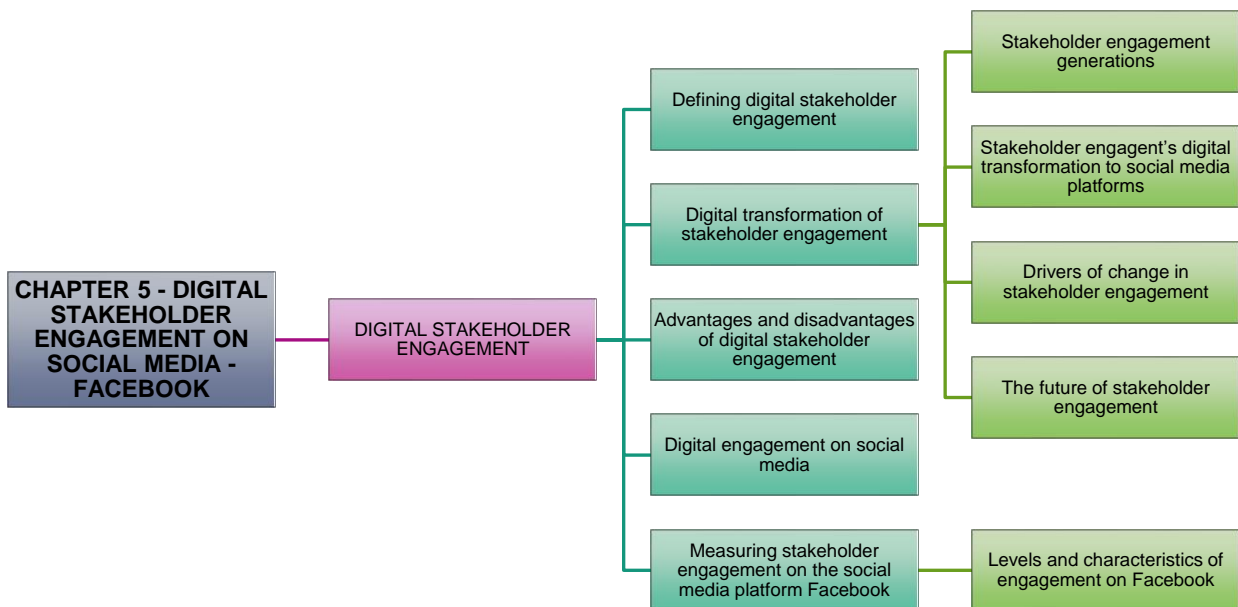 CHAPTER 5 - DIGITAL
STAKEHOLDER
ENGAGEMENT ON
SOCIAL MEDIA -
FACEBOOK
DIGITAL STAKEHOLDER
ENGAGEMENT
Defining digital stakeholder
engagement
Digital transformation of
stakeholder engagement
Stakeholder engagement
generations
Stakeholder engagent’s digital
transformation to social media
platforms
Drivers of change in
stakeholder engagement
The future of stakeholder
engagement
Advantages and disadvantages
of digital stakeholder
engagement
Digital engagement on social
media
Measuring stakeholder
engagement on the social
media platform Facebook
Levels and characteristics of
engagement on Facebook